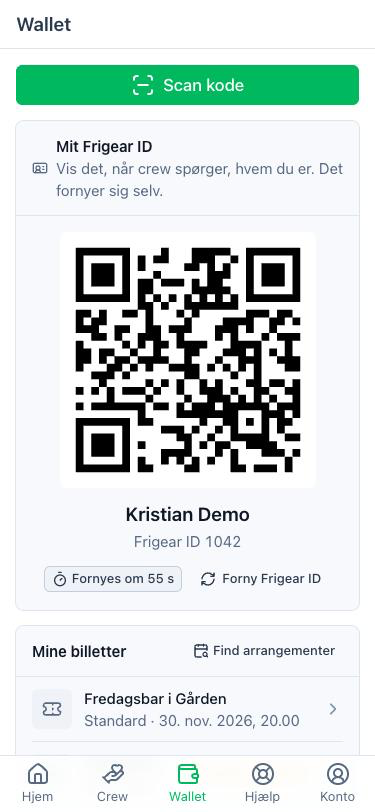 Wallet
Scan kode
Mit Frigear ID
Vis det, når crew spørger, hvem du er. Det
fornyer sig selv.
Kristian Demo
Frigear ID 1042
Fornyes om 55 s
Forny Frigear ID
Mine billetter
Find arrangementer
Fredagsbar i Gården
Standard · 30. nov. 2026, 20.00
Hjem
Crew
Wallet
Hjælp
Konto